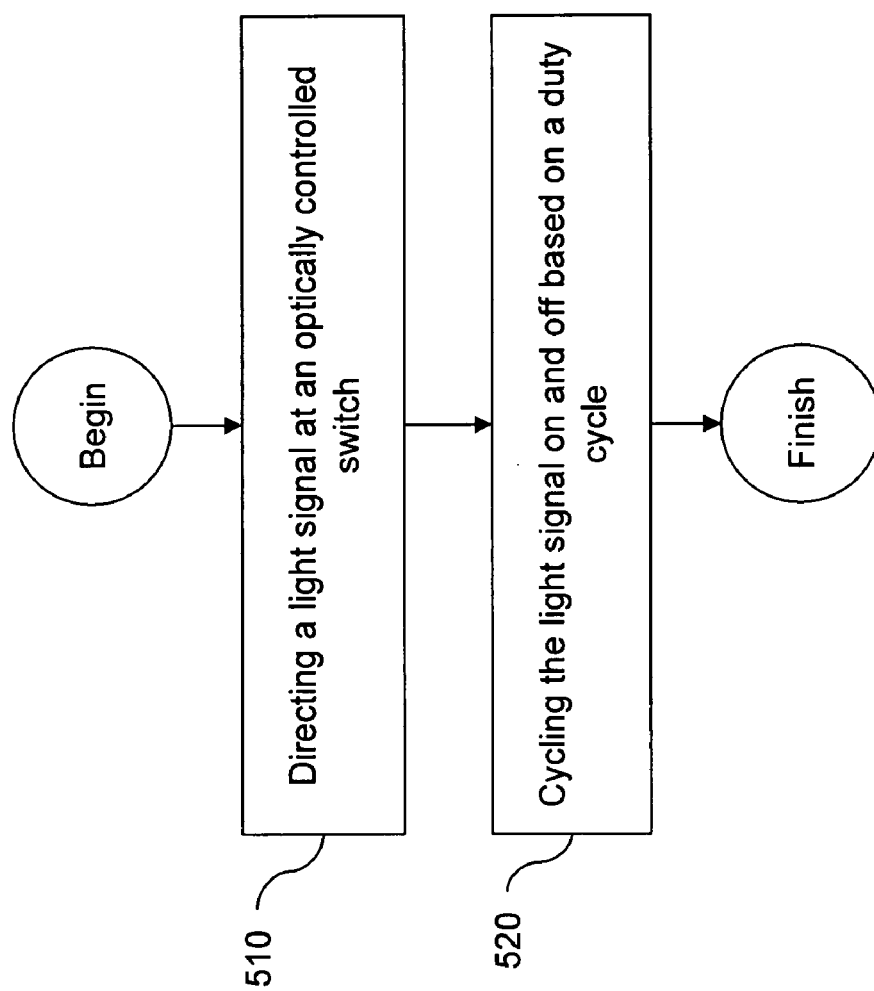 Begin
510
Directing a light signal at an optically controlled
switch
520
Cycling the light signal on and off based on a duty
cycle
Finish